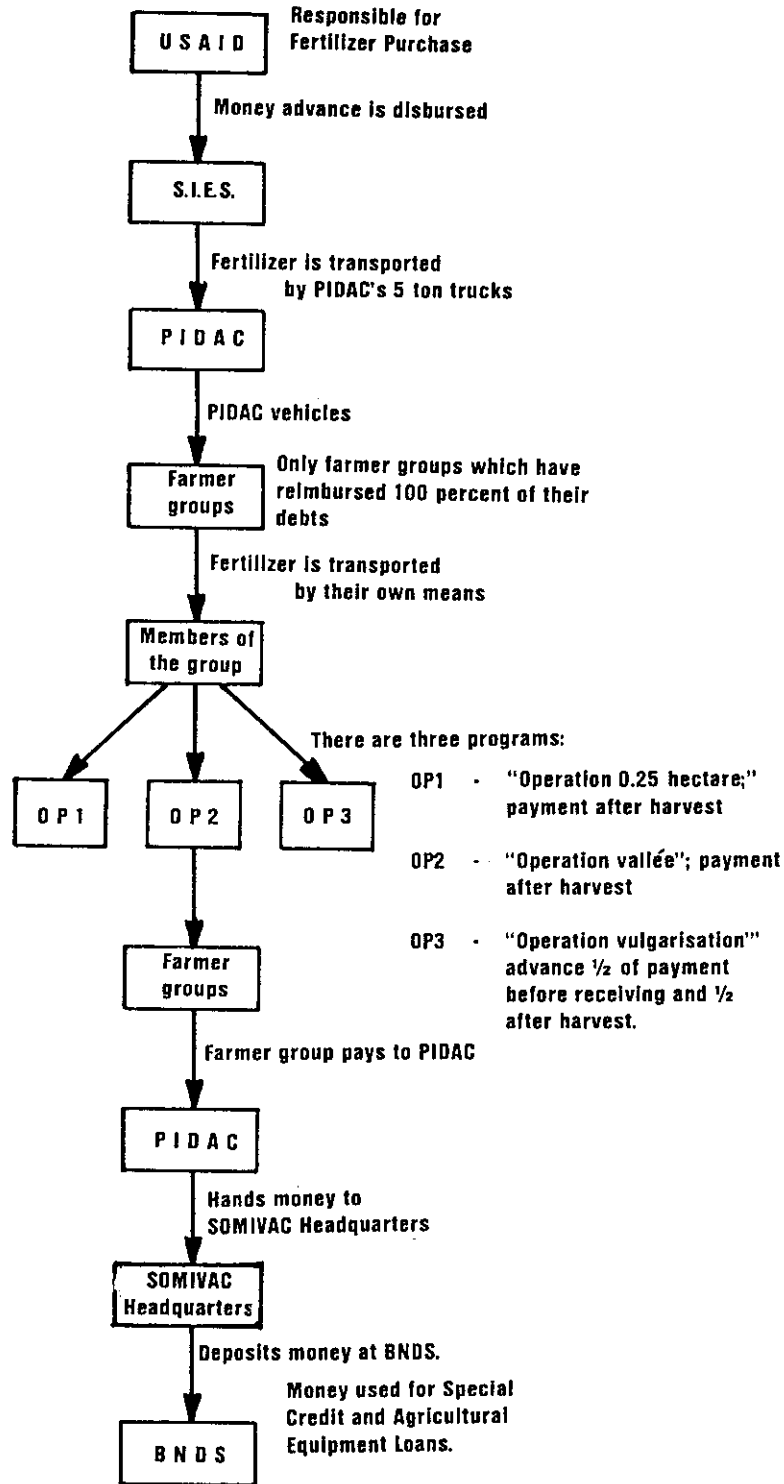 USAID
Responsible for
Fertilizer Purchase
Money advance is disbursed
S.I.E.S.
Fertilizer is transported
by PIDAC's 5 ton trucks
PIDAC
PIDAC vehicles
Farmer
groups
Only farmer groups which have
reimbursed 100 percent of their
debts
Fertilizer is transported
by their own means
Members of
the group
There are three programs:
OP1
OP2
OP3
OP1 - "Operation 0.25 hectare;"
payment after harvest
OP2 - "Operation vallée"; payment
after harvest
OP3 - "Operation vulgarisation'"
advance ½ of payment
before receiving and ½
after harvest.
Farmer
groups
Farmer group pays to PIDAC
PIDAC
Hands money to
SOMIVAC Headquarters
SOMIVAC
Headquarters
Deposits money at BNDS.
Money used for Special
Credit and Agricultural
Equipment Loans.
BNDS